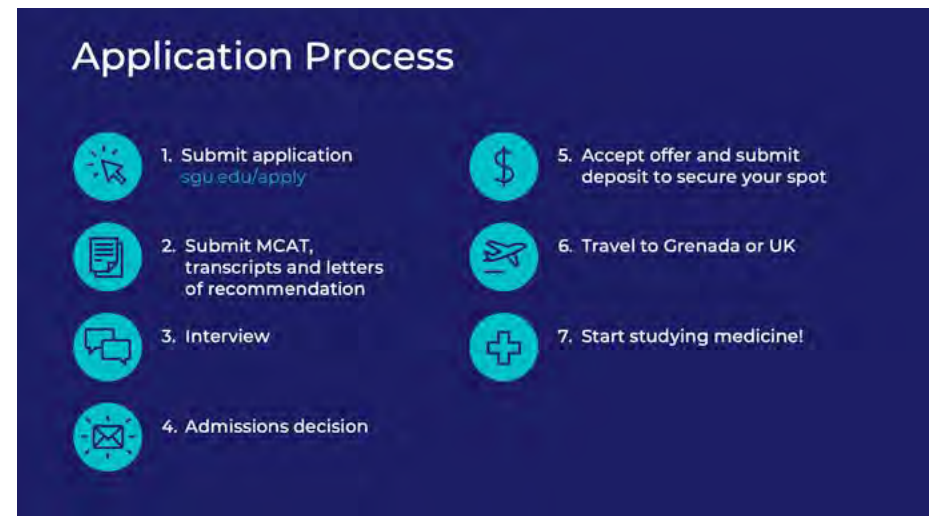 Application Process
1. Submit application
sgu.edu/apply
2. Submit MCAT,
transcripts and letters
of recommendation
3. Interview
4. Admissions decision
5. Accept offer and submit
deposit to secure your spot
6. Travel to Grenada or UK
7. Start studying medicine!